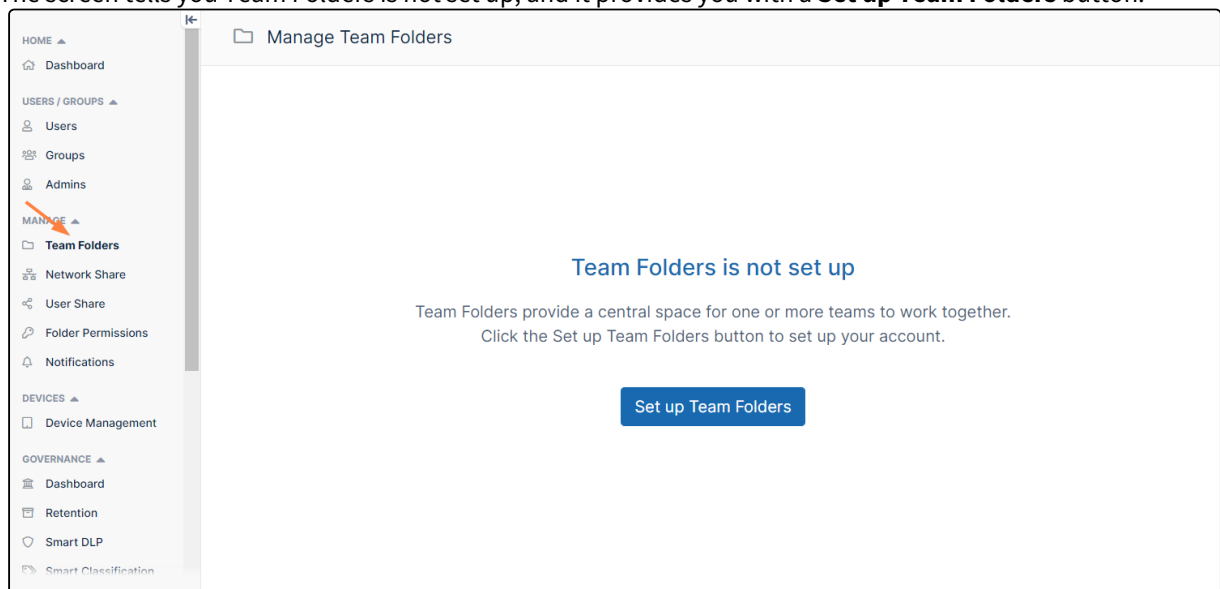 The screen tells you Team Folders is not set up, and it provides you with a Set up Team Folders button.
HOME
Dashboard
USERS / GROUPS
Users
Groups
Admins
MANAGE
Team Folders
Network Share
User Share
Folder Permissions
Notifications
DEVICES
Device Management
GOVERNANCE
Dashboard
Retention
Smart DLP
Smart Classification
Manage Team Folders
Team Folders is not set up
Team Folders provide a central space for one or more teams to work together.
Click the Set up Team Folders button to set up your account.
Set up Team Folders